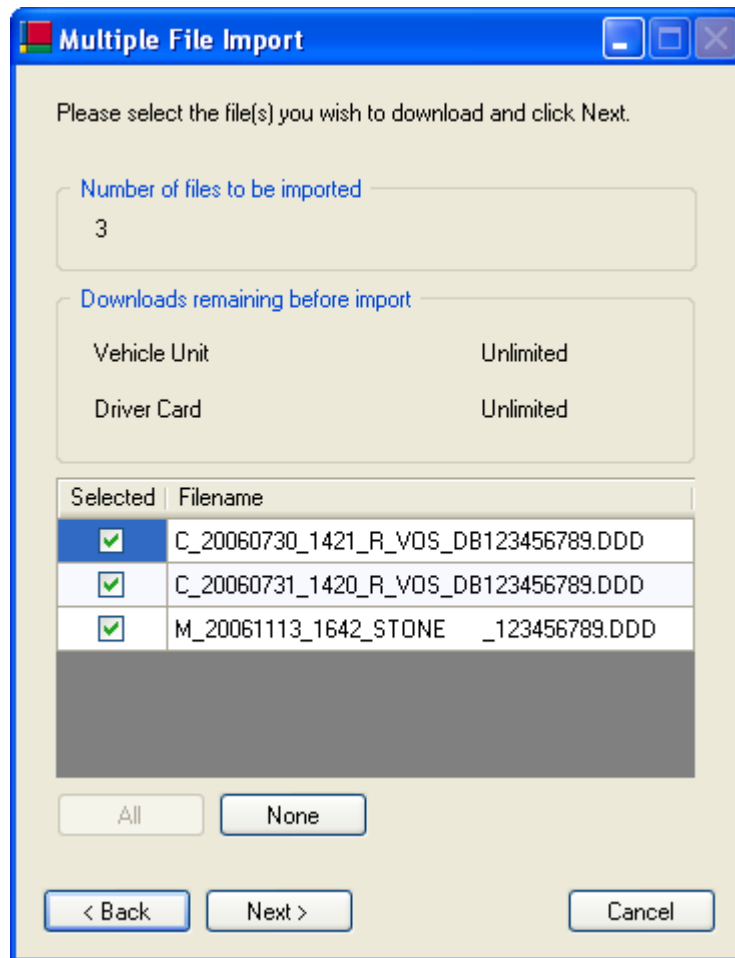 Multiple File Import
Please select the file(s) you wish to download and click Next.
Number of files to be imported
3
Downloads remaining before import
Vehicle Unit Unlimited
Driver Card Unlimited
Selected Filename
C_20060730_1421_R_VOS_DB123456789.DDD
C_20060731_1420_R_VOS_DB123456789.DDD
M_20061113_1642_STONE      _123456789.DDD
All None
< Back Next > Cancel